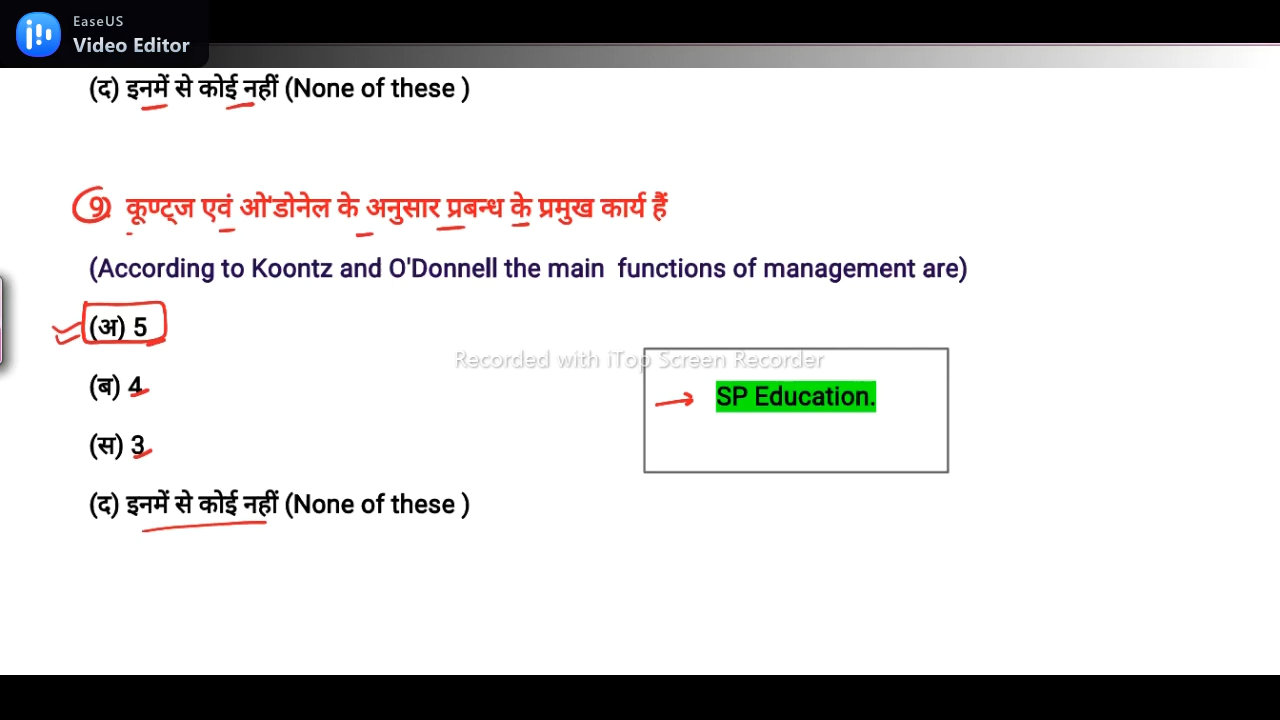 EaseUS
Video Editor
(द) इनमें से कोई नहीं (None of these )
9. कूण्ट्ज एवं ओ'डोनेल के अनुसार प्रबन्ध के प्रमुख कार्य हैं
(According to Koontz and O'Donnell the main functions of management are)
(अ) 5
Recorded with iTop Screen Recorder
(ब) 4
SP Education.
(स) 3
(द) इनमें से कोई नहीं (None of these )